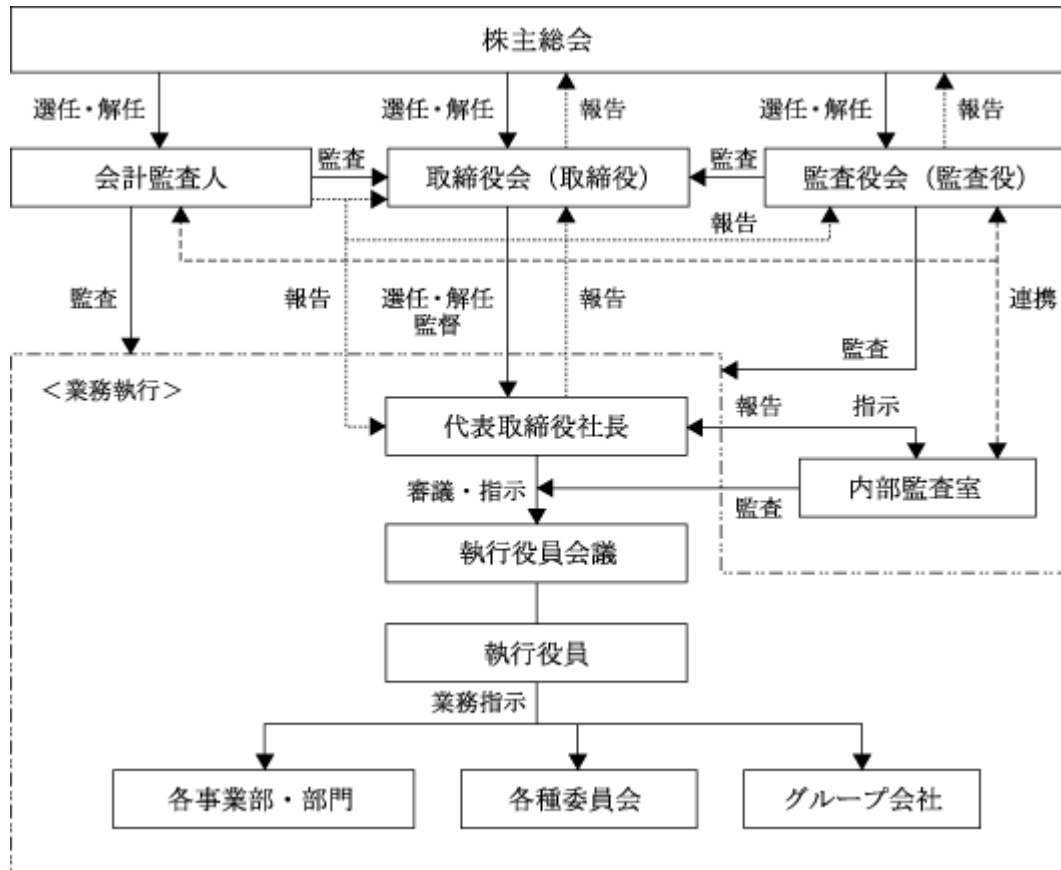 株主総会
選任・解任
選任・解任
報告
選任・解任
報告
会計監査人
監査
取締役会（取締役）
監査
監査役会（監査役）
報告
監査
報告
選任・解任
監督
報告
連携
監査
＜業務執行＞
報告
指示
代表取締役社長
内部監査室
審議・指示
監査
執行役員会議
執行役員
業務指示
各事業部・部門
各種委員会
グループ会社